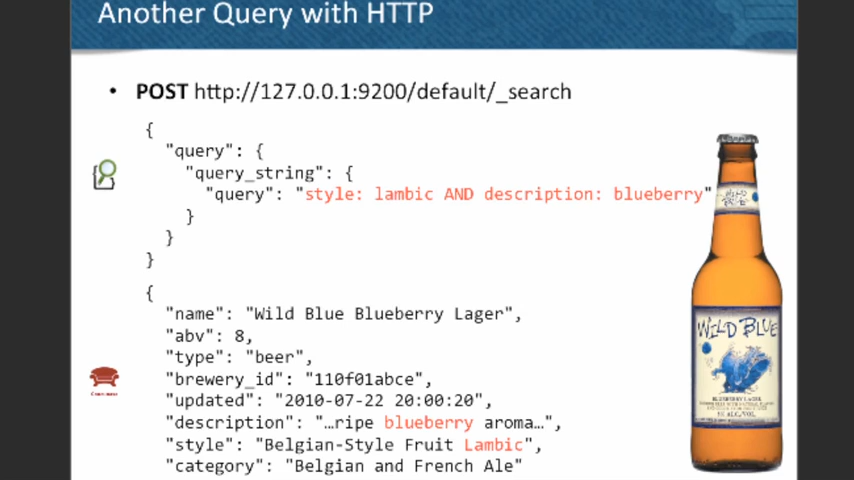 Another Query with HTTP
• POST http://127.0.0.1:9200/default/_search
{
"query": {
"query_string": {
"query": "style: lambic AND description: blueberry"
}
}
}
{
"name": "Wild Blue Blueberry Lager",
"abv": 8,
"type": "beer",
"brewery_id": "110f01abce",
"updated": "2010-07-22 20:00:20",
"description": "…ripe blueberry aroma…",
"style": "Belgian-Style Fruit Lambic",
"category": "Belgian and French Ale"
WILD BLUE
BLUEBERRY LAGER